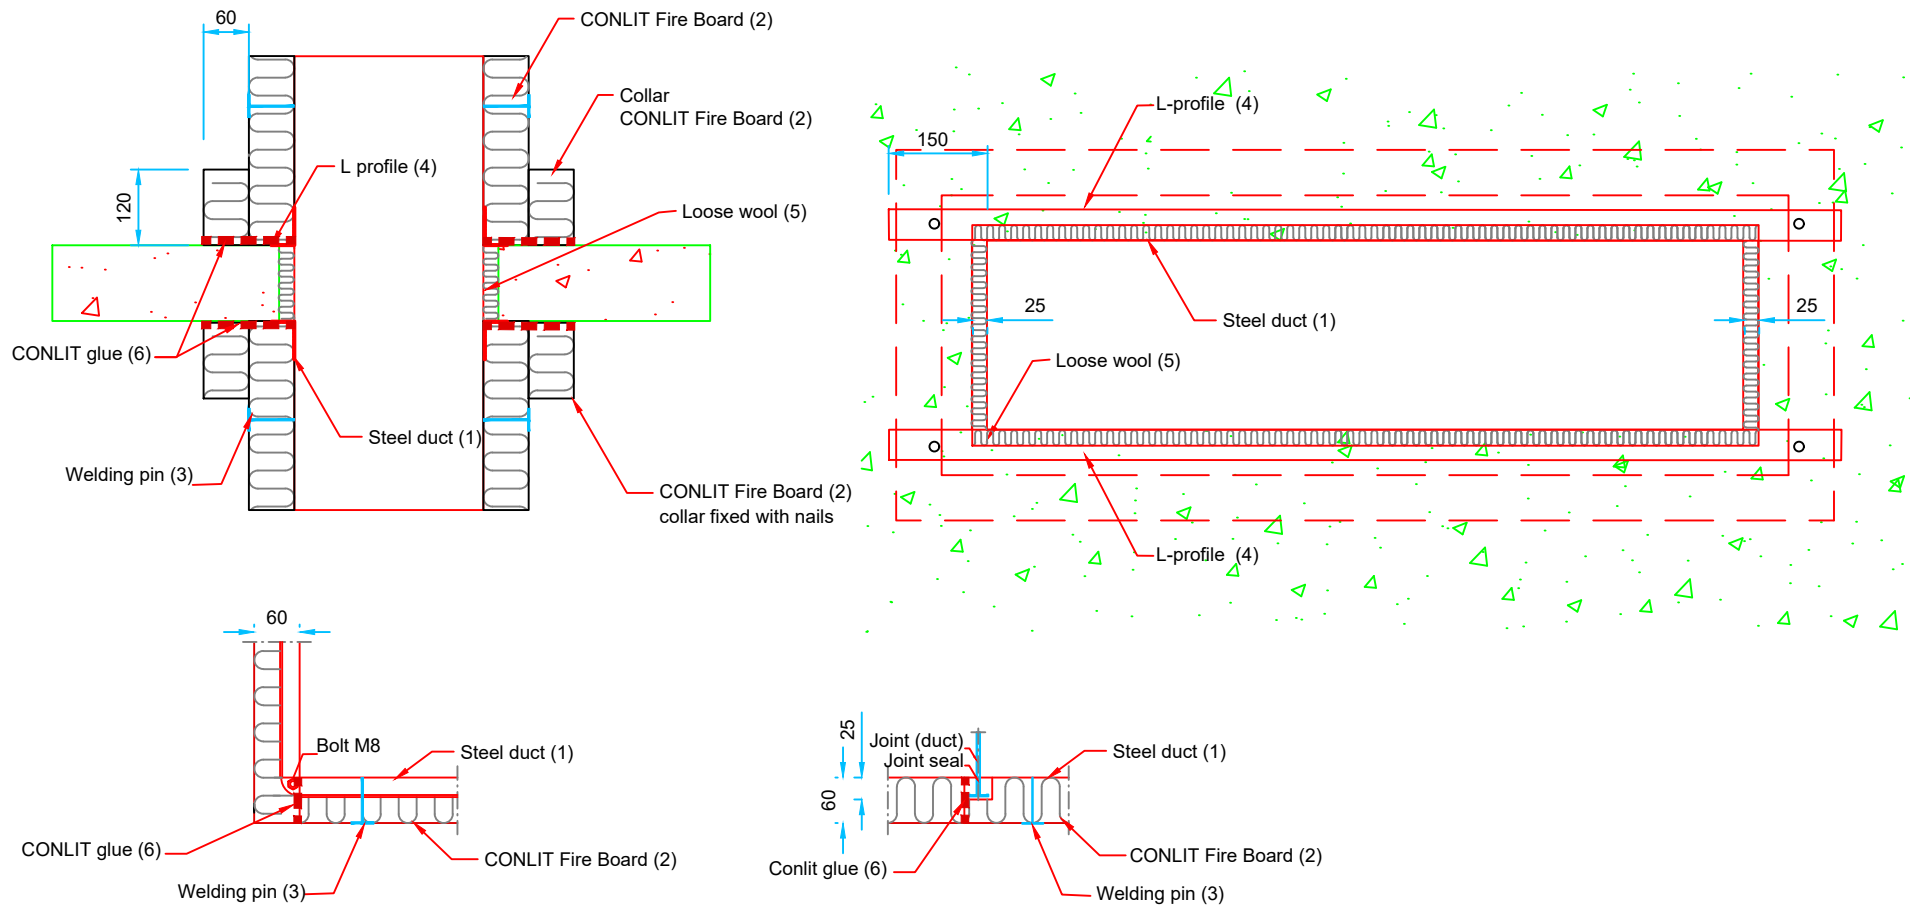 60
CONLIT Fire Board (2)
Collar
CONLIT Fire Board (2)
L profile (4)
120
Loose wool (5)
CONLIT glue (6)
Steel duct (1)
Welding pin (3)
CONLIT Fire Board (2)
collar fixed with nails
L-profile (4)
150
25
25
Steel duct (1)
Loose wool (5)
L-profile (4)
60
Bolt M8
Steel duct (1)
CONLIT glue (6)
CONLIT Fire Board (2)
Welding pin (3)
25
Joint (duct)
Joint seal
Steel duct (1)
60
Conlit glue (6)
CONLIT Fire Board (2)
Welding pin (3)